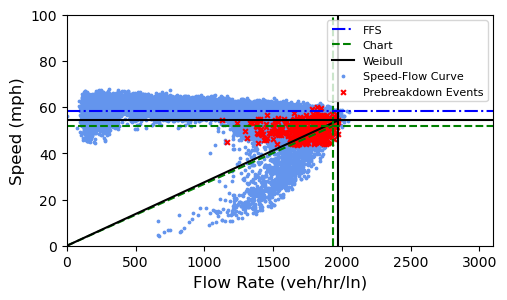 100
80
60
40
20
0
Speed (mph)
FFS
Chart
Weibull
Speed-Flow Curve
Prebreakdown Events
0 500 1000 1500 2000 2500 3000
Flow Rate (veh/hr/ln)